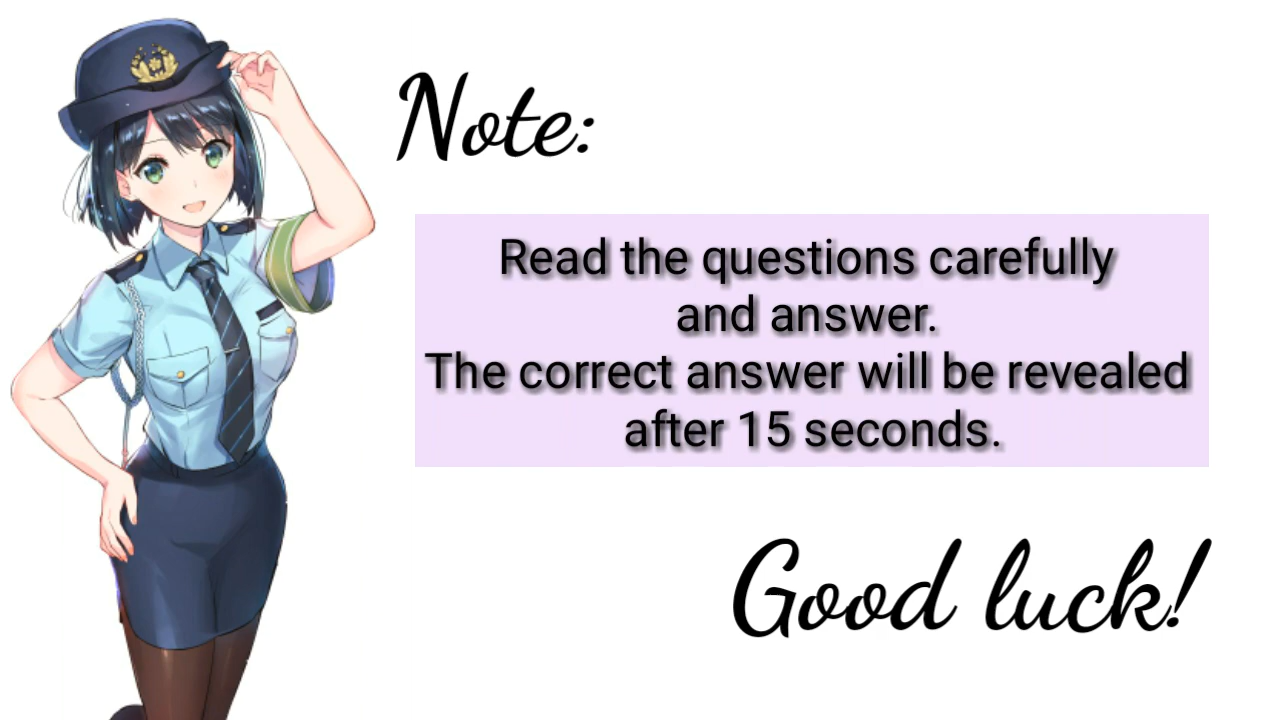 Note:
Read the questions carefully
and answer.
The correct answer will be revealed
after 15 seconds.
Good luck!